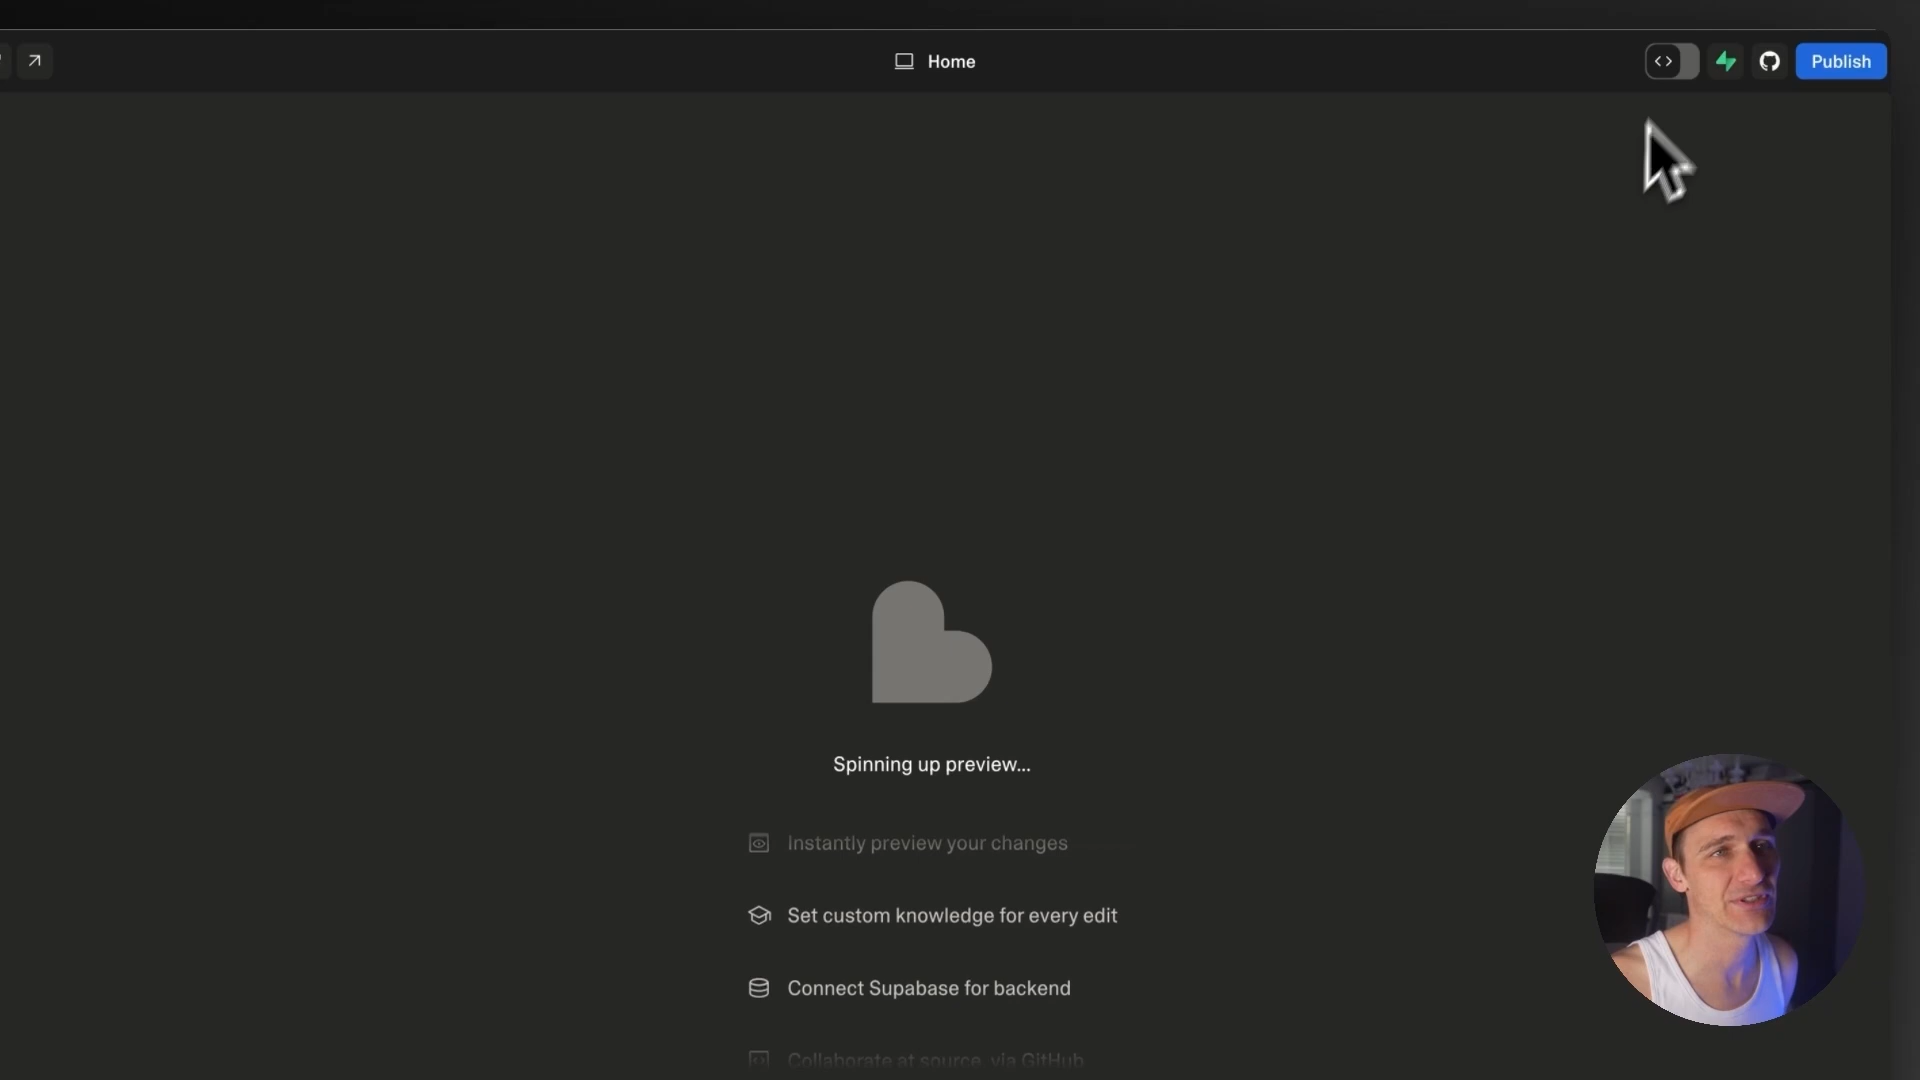 Home
Publish
Spinning up preview...
Instantly preview your changes
Set custom knowledge for every edit
Connect Supabase for backend
Collaborate at source, via GitHub